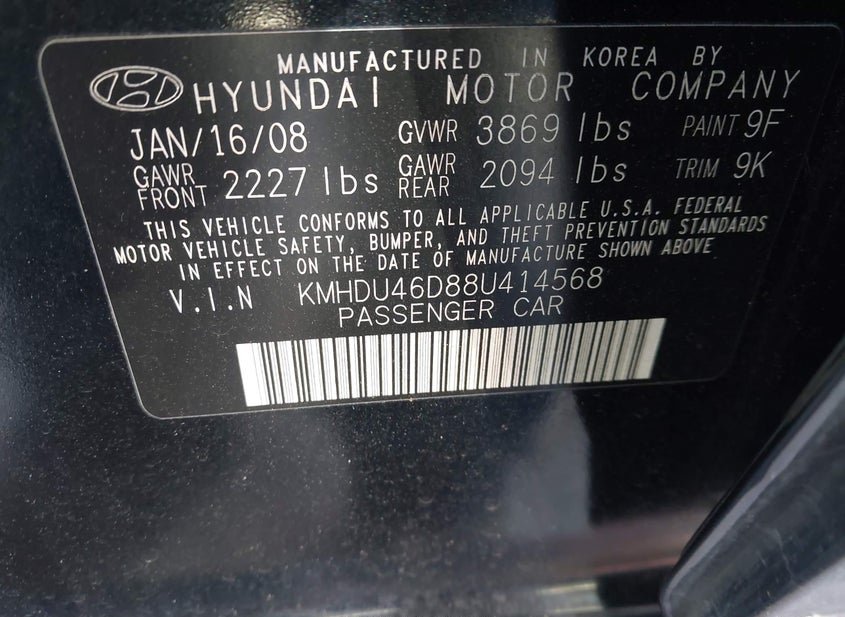 MANUFACTURED IN KOREA BY
HYUNDAI MOTOR COMPANY
JAN/16/08 GVWR 3869 lbs PAINT 9F
GAWR FRONT 2227 lbs GAWR REAR 2094 lbs TRIM 9K
THIS VEHICLE CONFORMS TO ALL APPLICABLE U.S.A. FEDERAL
MOTOR VEHICLE SAFETY, BUMPER, AND THEFT PREVENTION STANDARDS
IN EFFECT ON THE DATE OF MANUFACTURE SHOWN ABOVE
V.I.N KMHDU46D88U414568
PASSENGER CAR